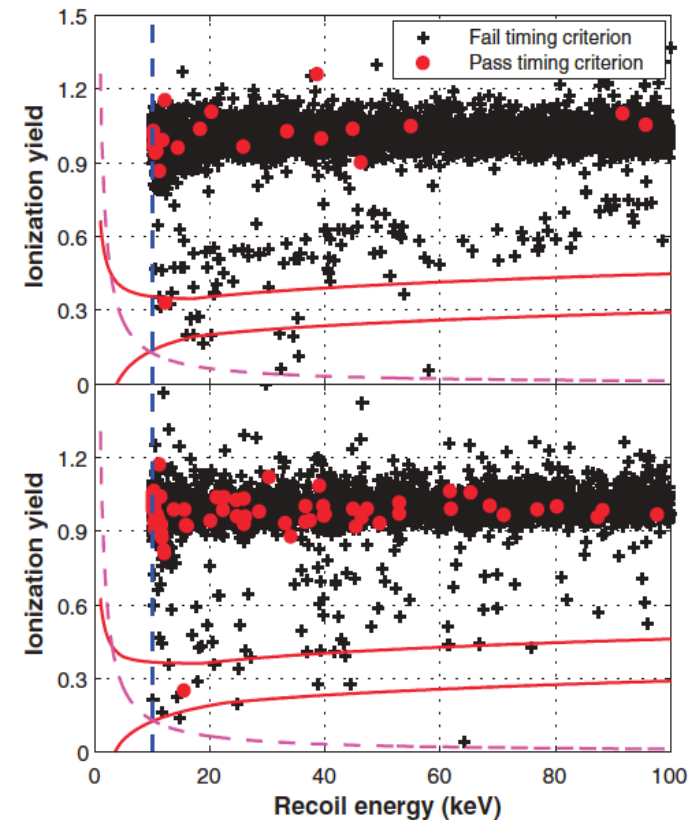 1.5
Fail timing criterion
Pass timing criterion
1.2
0.9
0.6
0.3
0
Ionization yield
1.2
0.9
0.6
0.3
0
Ionization yield
0 20 40 60 80 100
Recoil energy (keV)